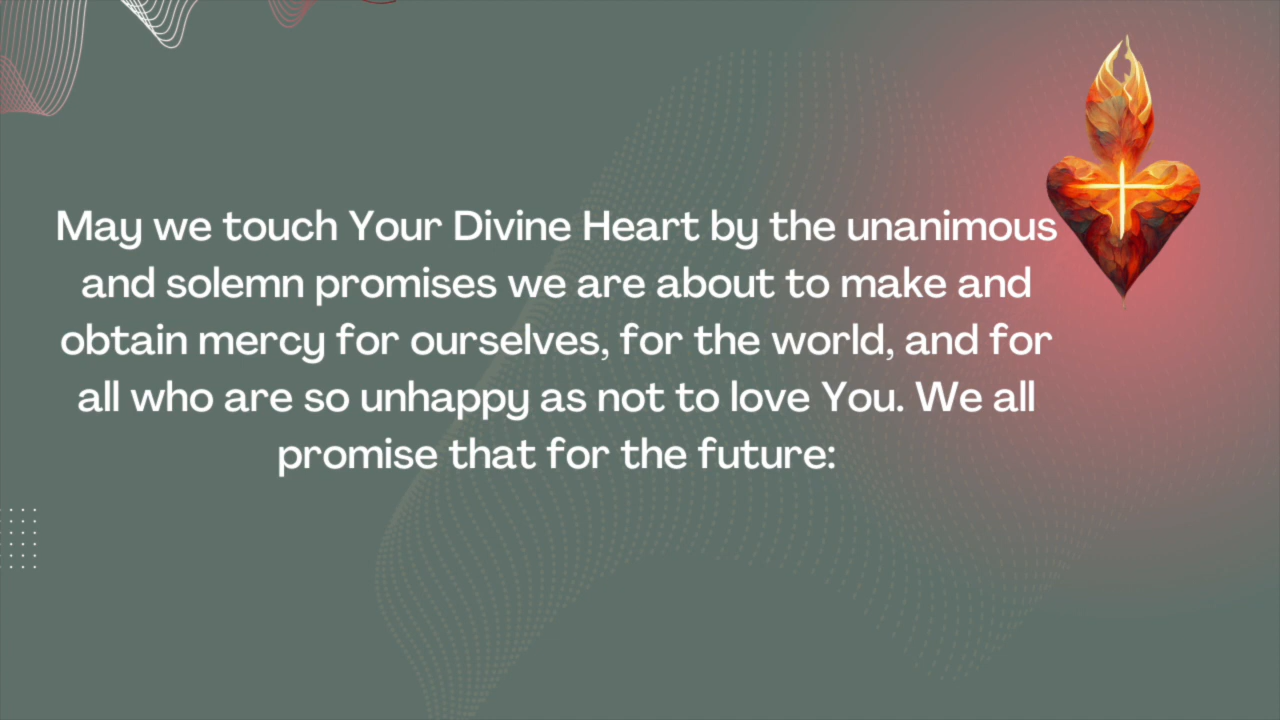 May we touch Your Divine Heart by the unanimous
and solemn promises we are about to make and
obtain mercy for ourselves, for the world, and for
all who are so unhappy as not to love You. We all
promise that for the future: